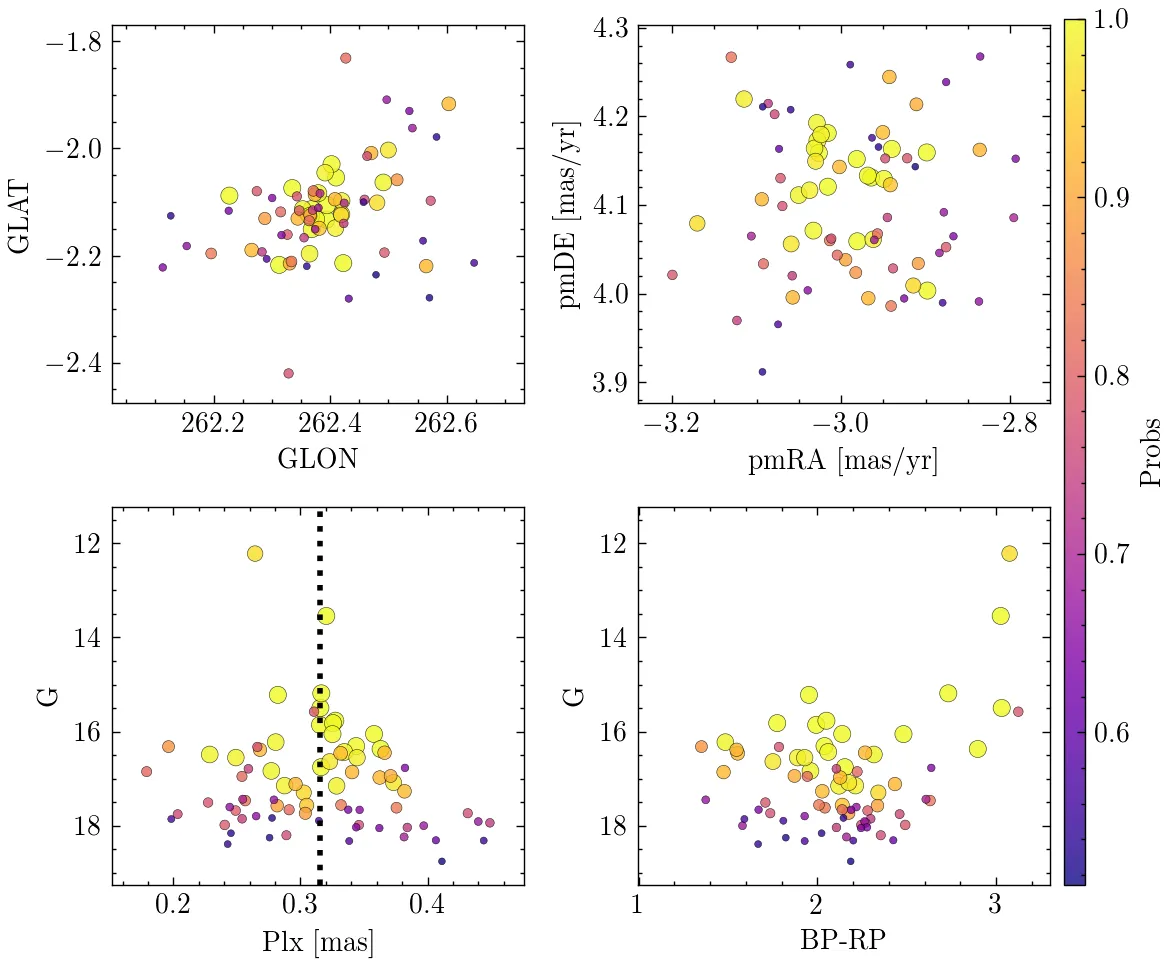 −1.8
−2.0
−2.2
−2.4
GLAT
262.2 262.4 262.6
GLON
4.3
4.2
4.1
4.0
3.9
pmDE [mas/yr]
−3.2 −3.0 −2.8
pmRA [mas/yr]
12
14
16
18
G
0.2 0.3 0.4
Plx [mas]
12
14
16
18
G
1 2 3
BP-RP
1.0
0.9
0.8
0.7
0.6
Probs